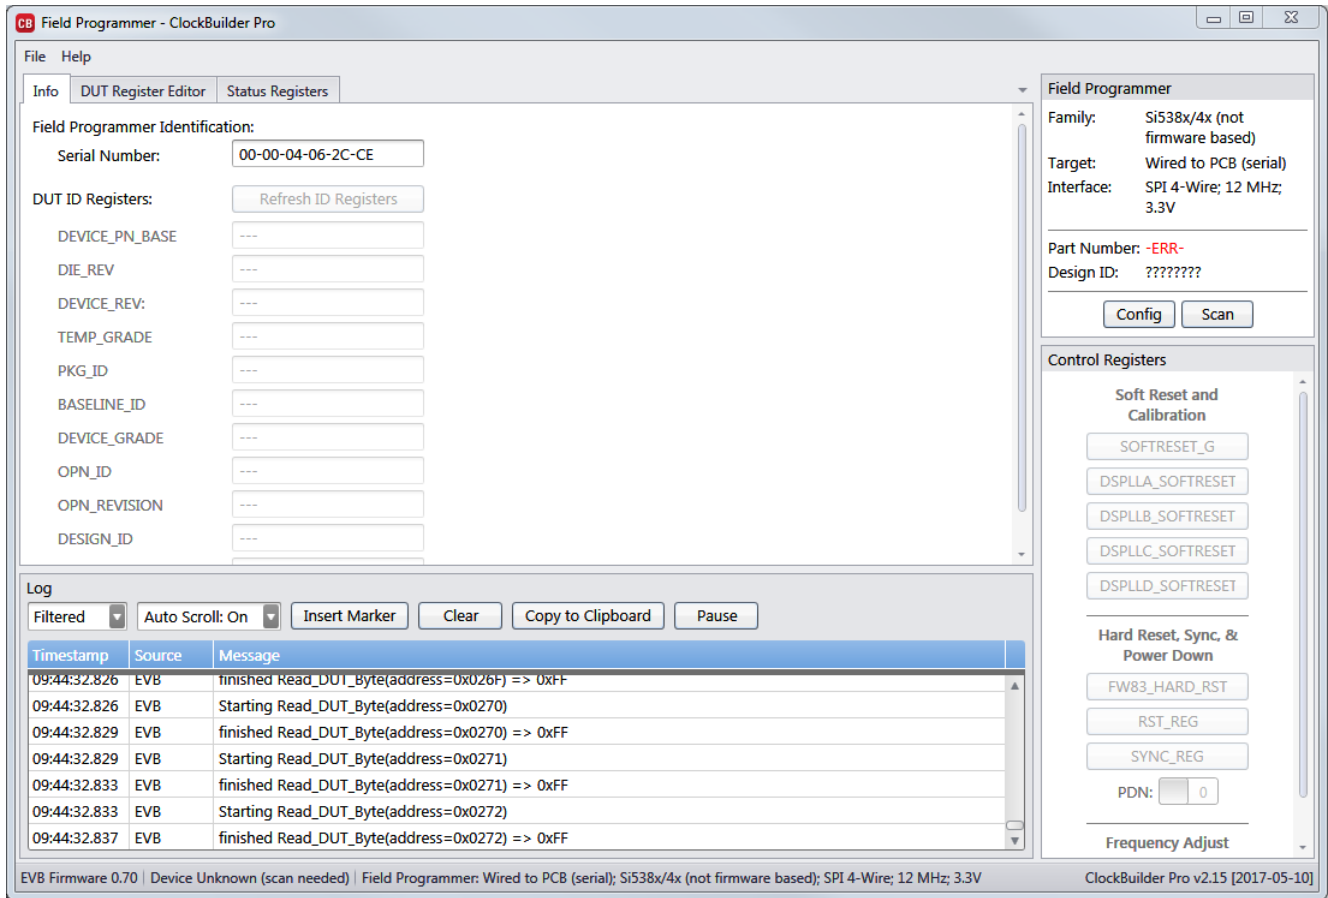 CB Field Programmer - ClockBuilder Pro
File Help
Info DUT Register Editor Status Registers
Field Programmer Identification:
Serial Number: 00-00-04-06-2C-CE
DUT ID Registers: Refresh ID Registers
DEVICE_PN_BASE ---
DIE_REV ---
DEVICE_REV: ---
TEMP_GRADE ---
PKG_ID ---
BASELINE_ID ---
DEVICE_GRADE ---
OPN_ID ---
OPN_REVISION ---
DESIGN_ID ---
Log
Filtered Auto Scroll: On Insert Marker Clear Copy to Clipboard Pause
Timestamp Source Message
09:44:32.826 EVB finished Read_DUT_Byte(address=0x026F) => 0xFF
09:44:32.826 EVB Starting Read_DUT_Byte(address=0x0270)
09:44:32.829 EVB finished Read_DUT_Byte(address=0x0270) => 0xFF
09:44:32.829 EVB Starting Read_DUT_Byte(address=0x0271)
09:44:32.833 EVB finished Read_DUT_Byte(address=0x0271) => 0xFF
09:44:32.833 EVB Starting Read_DUT_Byte(address=0x0272)
09:44:32.837 EVB finished Read_DUT_Byte(address=0x0272) => 0xFF
Field Programmer
Family: Si538x/4x (not
firmware based)
Target: Wired to PCB (serial)
Interface: SPI 4-Wire; 12 MHz;
3.3V
Part Number: -ERR-
Design ID: ????????
Config Scan
Control Registers
Soft Reset and
Calibration
SOFTRESET_G
DSPLLA_SOFTRESET
DSPLLB_SOFTRESET
DSPLLC_SOFTRESET
DSPLLD_SOFTRESET
Hard Reset, Sync, &
Power Down
FW83_HARD_RST
RST_REG
SYNC_REG
PDN: 0
Frequency Adjust
EVB Firmware 0.70 Device Unknown (scan needed) Field Programmer: Wired to PCB (serial); Si538x/4x (not firmware based); SPI 4-Wire; 12 MHz; 3.3V ClockBuilder Pro v2.15 [2017-05-10]